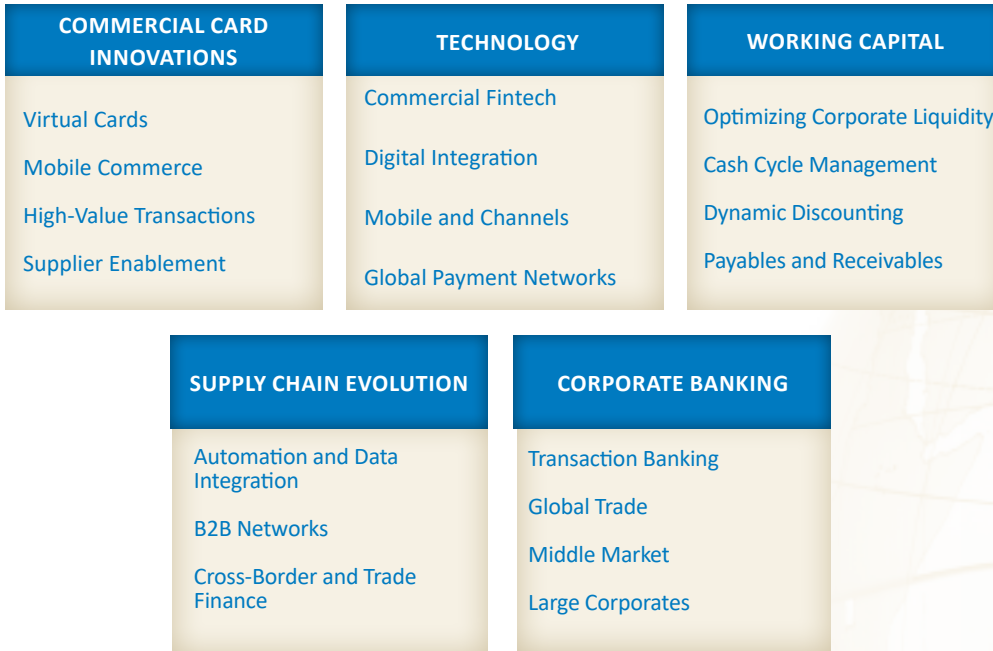 COMMERCIAL CARD
INNOVATIONS
Virtual Cards
Mobile Commerce
High-Value Transactions
Supplier Enablement
TECHNOLOGY
Commercial Fintech
Digital Integration
Mobile and Channels
Global Payment Networks
WORKING CAPITAL
Optimizing Corporate Liquidity
Cash Cycle Management
Dynamic Discounting
Payables and Receivables
SUPPLY CHAIN EVOLUTION
Automation and Data
Integration
B2B Networks
Cross-Border and Trade
Finance
CORPORATE BANKING
Transaction Banking
Global Trade
Middle Market
Large Corporates